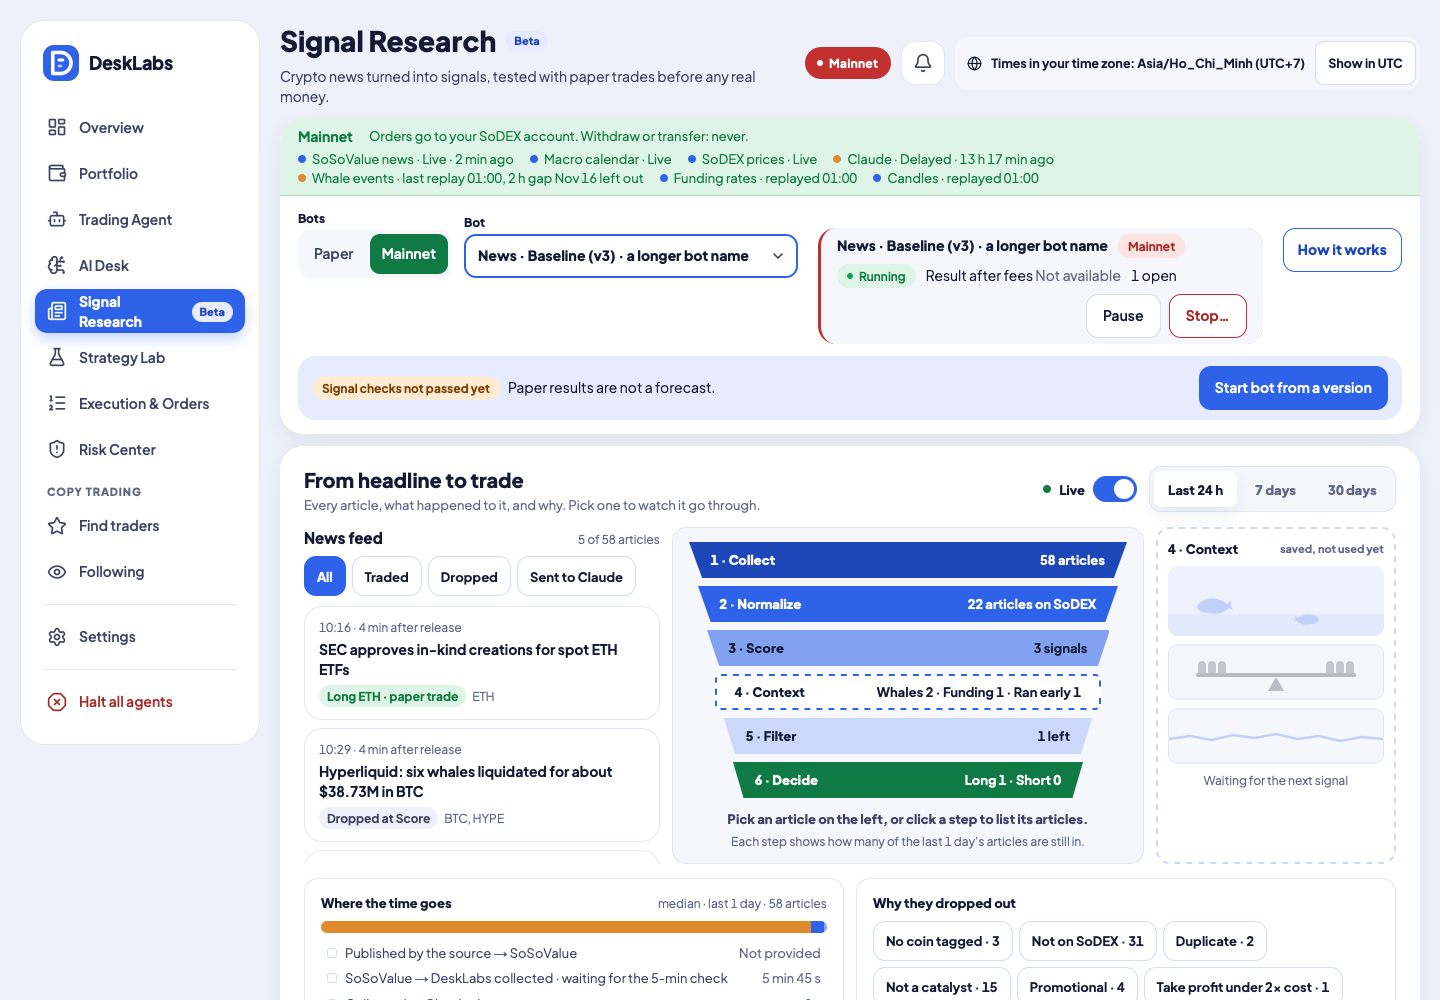 DeskLabs
Overview
Portfolio
Trading Agent
AI Desk
Signal
Research
Beta
Strategy Lab
Execution & Orders
Risk Center
COPY TRADING
Find traders
Following
Settings
Halt all agents
Signal Research Beta
Crypto news turned into signals, tested with paper trades before any real
money.
Mainnet
Times in your time zone: Asia/Ho_Chi_Minh (UTC+7)
Show in UTC
Mainnet Orders go to your SoDEX account. Withdraw or transfer: never.
SoSoValue news · Live · 2 min ago Macro calendar · Live SoDEX prices · Live Claude · Delayed · 13 h 17 min ago
Whale events · last replay 01:00, 2 h gap Nov 16 left out Funding rates · replayed 01:00 Candles · replayed 01:00
Bots
Paper Mainnet
Bot
News · Baseline (v3) · a longer bot name
News · Baseline (v3) · a longer bot name Mainnet
Running Result after fees Not available 1 open
Pause Stop...
How it works
Signal checks not passed yet Paper results are not a forecast.
Start bot from a version
From headline to trade
Every article, what happened to it, and why. Pick one to watch it go through.
Live
Last 24 h 7 days 30 days
News feed 5 of 58 articles
All Traded Dropped Sent to Claude
10:16 · 4 min after release
SEC approves in-kind creations for spot ETH
ETFs
Long ETH · paper trade ETH
10:29 · 4 min after release
Hyperliquid: six whales liquidated for about
$38.73M in BTC
Dropped at Score BTC, HYPE
1 · Collect 58 articles
2 · Normalize 22 articles on SoDEX
3 · Score 3 signals
4 · Context Whales 2 · Funding 1 · Ran early 1
5 · Filter 1 left
6 · Decide Long 1 · Short 0
Pick an article on the left, or click a step to list its articles.
Each step shows how many of the last 1 day's articles are still in.
4 · Context saved, not used yet
Waiting for the next signal
Where the time goes median · last 1 day · 58 articles
Published by the source → SoSoValue Not provided
SoSoValue → DeskLabs collected · waiting for the 5-min check 5 min 45 s
Why they dropped out
No coin tagged · 3 Not on SoDEX · 31 Duplicate · 2
Not a catalyst · 15 Promotional · 4 Take profit under 2× cost · 1